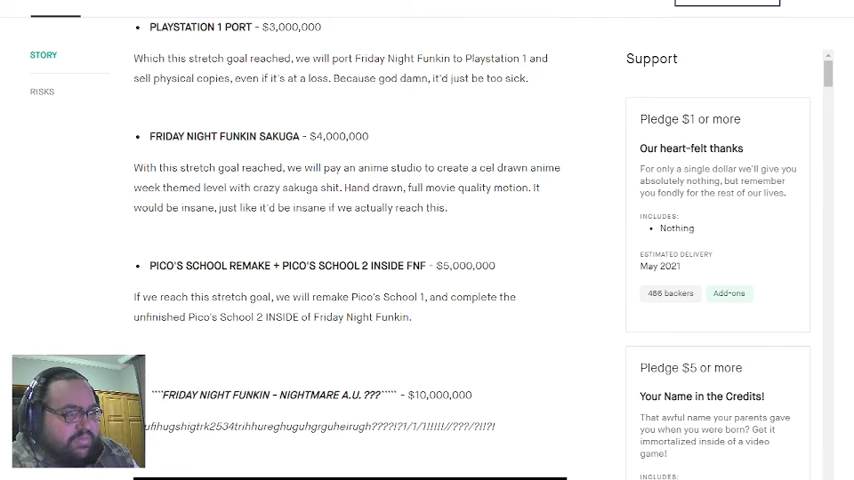 PLAYSTATION 1 PORT - $3,000,000
STORY
Which this stretch goal reached, we will port Friday Night Funkin to Playstation 1 and
sell physical copies, even if it's at a loss. Because god damn, it'd just be too sick.
RISKS
FRIDAY NIGHT FUNKIN SAKUGA - $4,000,000
With this stretch goal reached, we will pay an anime studio to create a cel drawn anime
week themed level with crazy sakuga shit. Hand drawn, full movie quality motion. It
would be insane, just like it'd be insane if we actually reach this.
PICO'S SCHOOL REMAKE + PICO'S SCHOOL 2 INSIDE FNF - $5,000,000
If we reach this stretch goal, we will remake Pico's School 1, and complete the
unfinished Pico's School 2 INSIDE of Friday Night Funkin.
````FRIDAY NIGHT FUNKIN - NIGHTMARE A.U. ???````` - $10,000,000
Support
Pledge $1 or more
Our heart-felt thanks
For only a single dollar we'll give you
absolutely nothing, but remember
you fondly for the rest of our lives.
INCLUDES:
Nothing
ESTIMATED DELIVERY
May 2021
486 backers
Add-ons
Pledge $5 or more
Your Name in the Credits!
That awful name your parents gave
you when you were born? Get it
immortalized inside of a video
game!
INCLUDES: